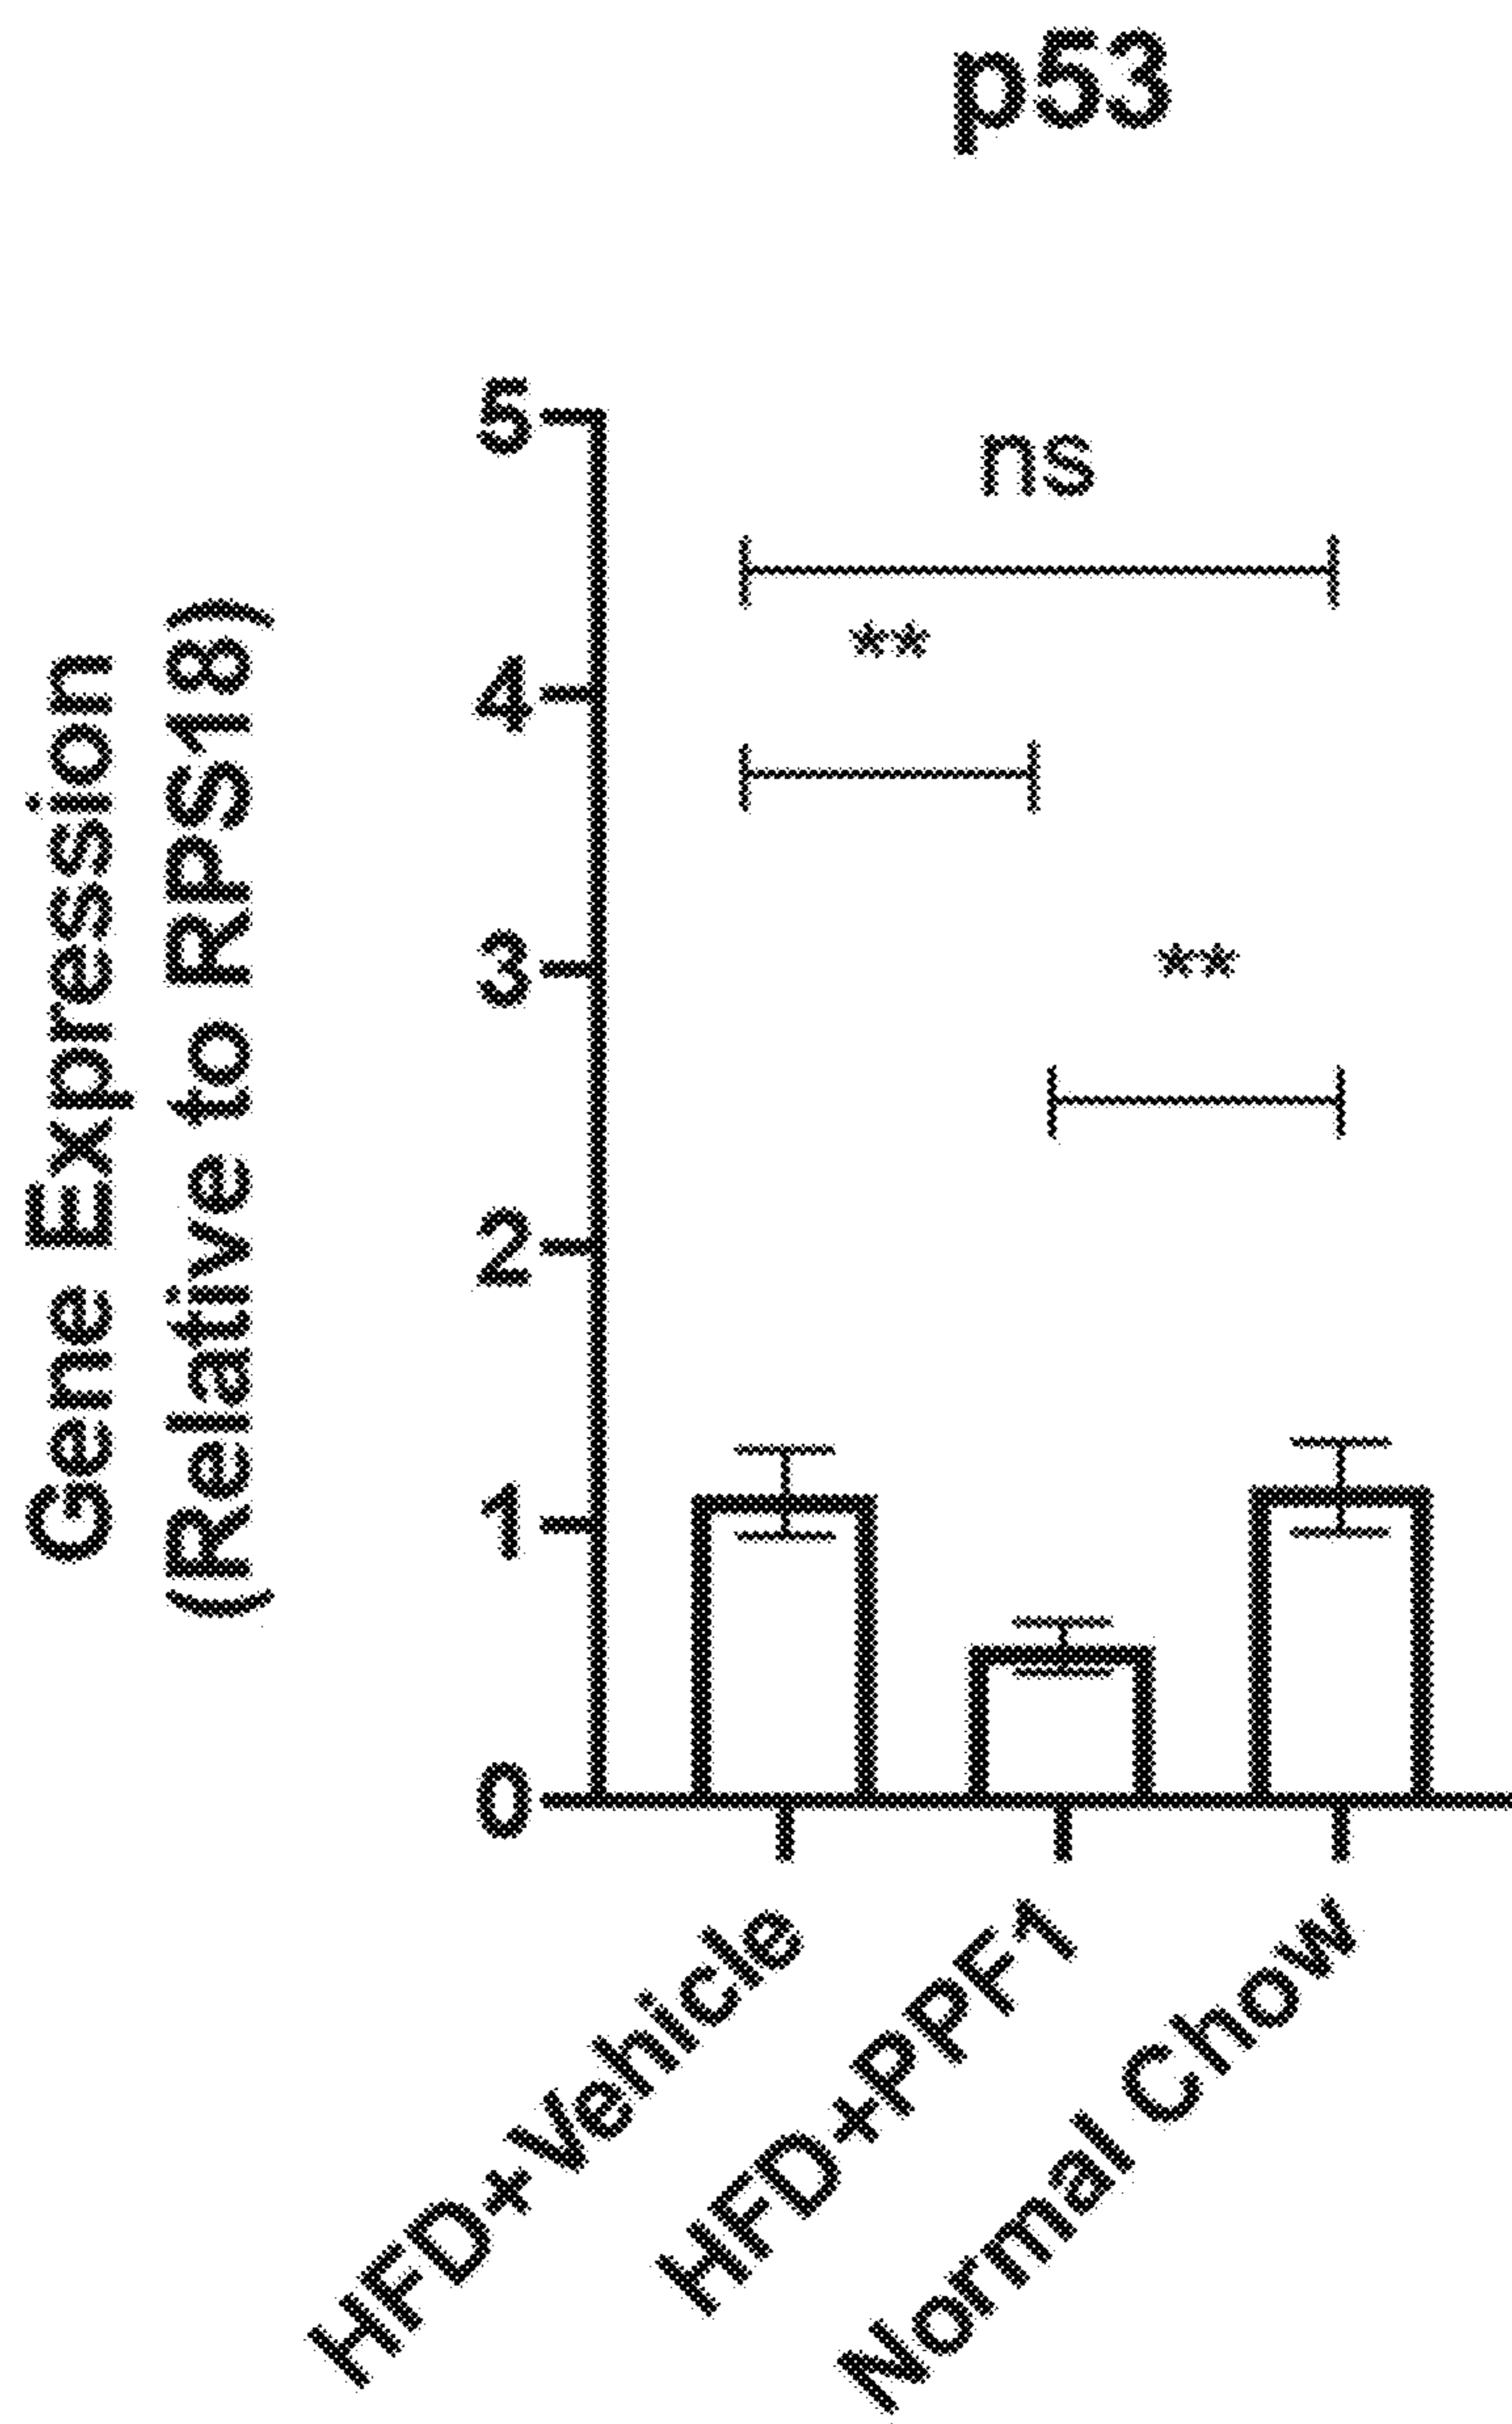 p53
Gene Expression
(Relative to RPS18)
5
4
3
2
1
0
ns
**
**
HFD+Vehicle
HFD+PPF1
Normal Chow